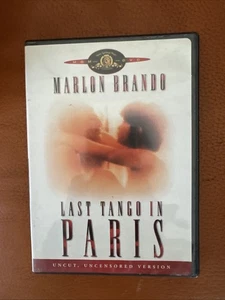 MARLON BRANDO
LAST TANGO IN
PARIS
UNCUT, UNCENSORED VERSION